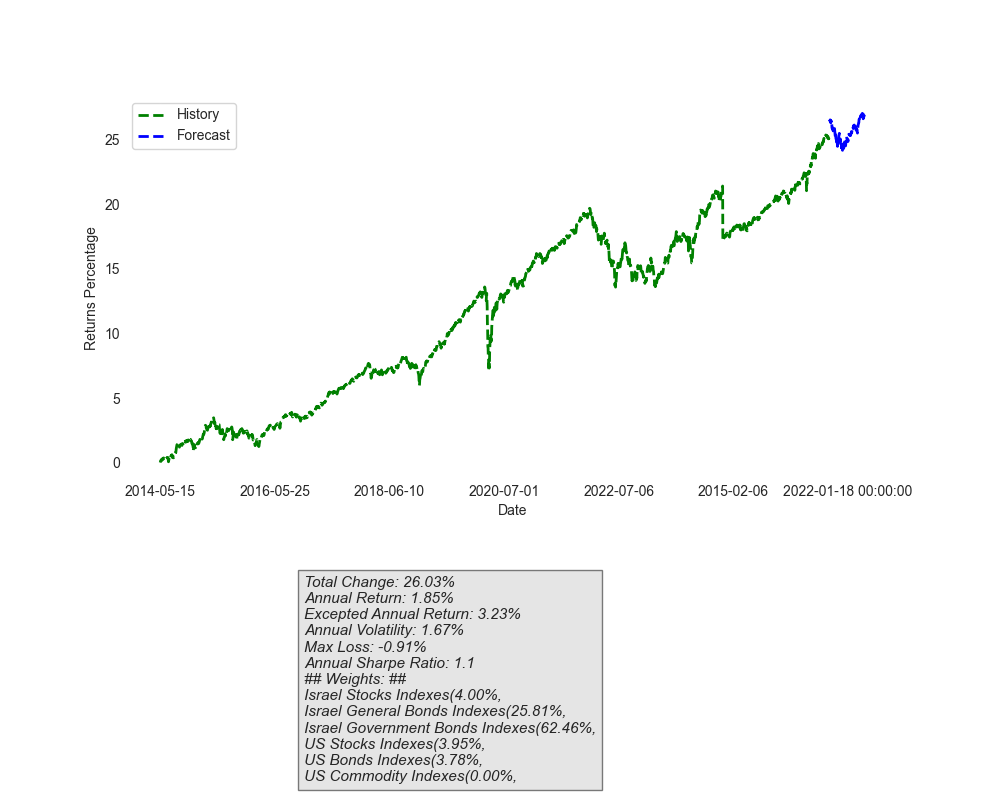 History
Forecast
25
20
15
10
5
0
Returns Percentage
2014-05-15 2016-05-25 2018-06-10 2020-07-01 2022-07-06 2015-02-06 2022-01-18 00:00:00
Date
Total Change: 26.03%
Annual Return: 1.85%
Excepted Annual Return: 3.23%
Annual Volatility: 1.67%
Max Loss: -0.91%
Annual Sharpe Ratio: 1.1
## Weights: ##
Israel Stocks Indexes(4.00%,
Israel General Bonds Indexes(25.81%,
Israel Government Bonds Indexes(62.46%,
US Stocks Indexes(3.95%,
US Bonds Indexes(3.78%,
US Commodity Indexes(0.00%,